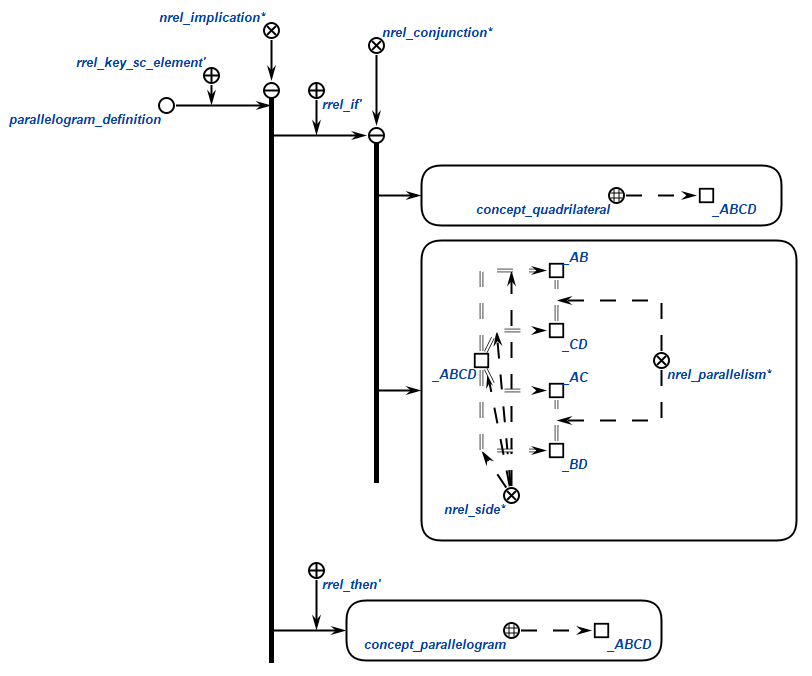 nrel_implication*
nrel_conjunction*
rrel_key_sc_element'
rrel_if'
parallelogram_definition
concept_quadrilateral
_ABCD
_AB
_CD
_ABCD
_AC
nrel_parallelism*
_BD
nrel_side*
rrel_then'
concept_parallelogram
_ABCD